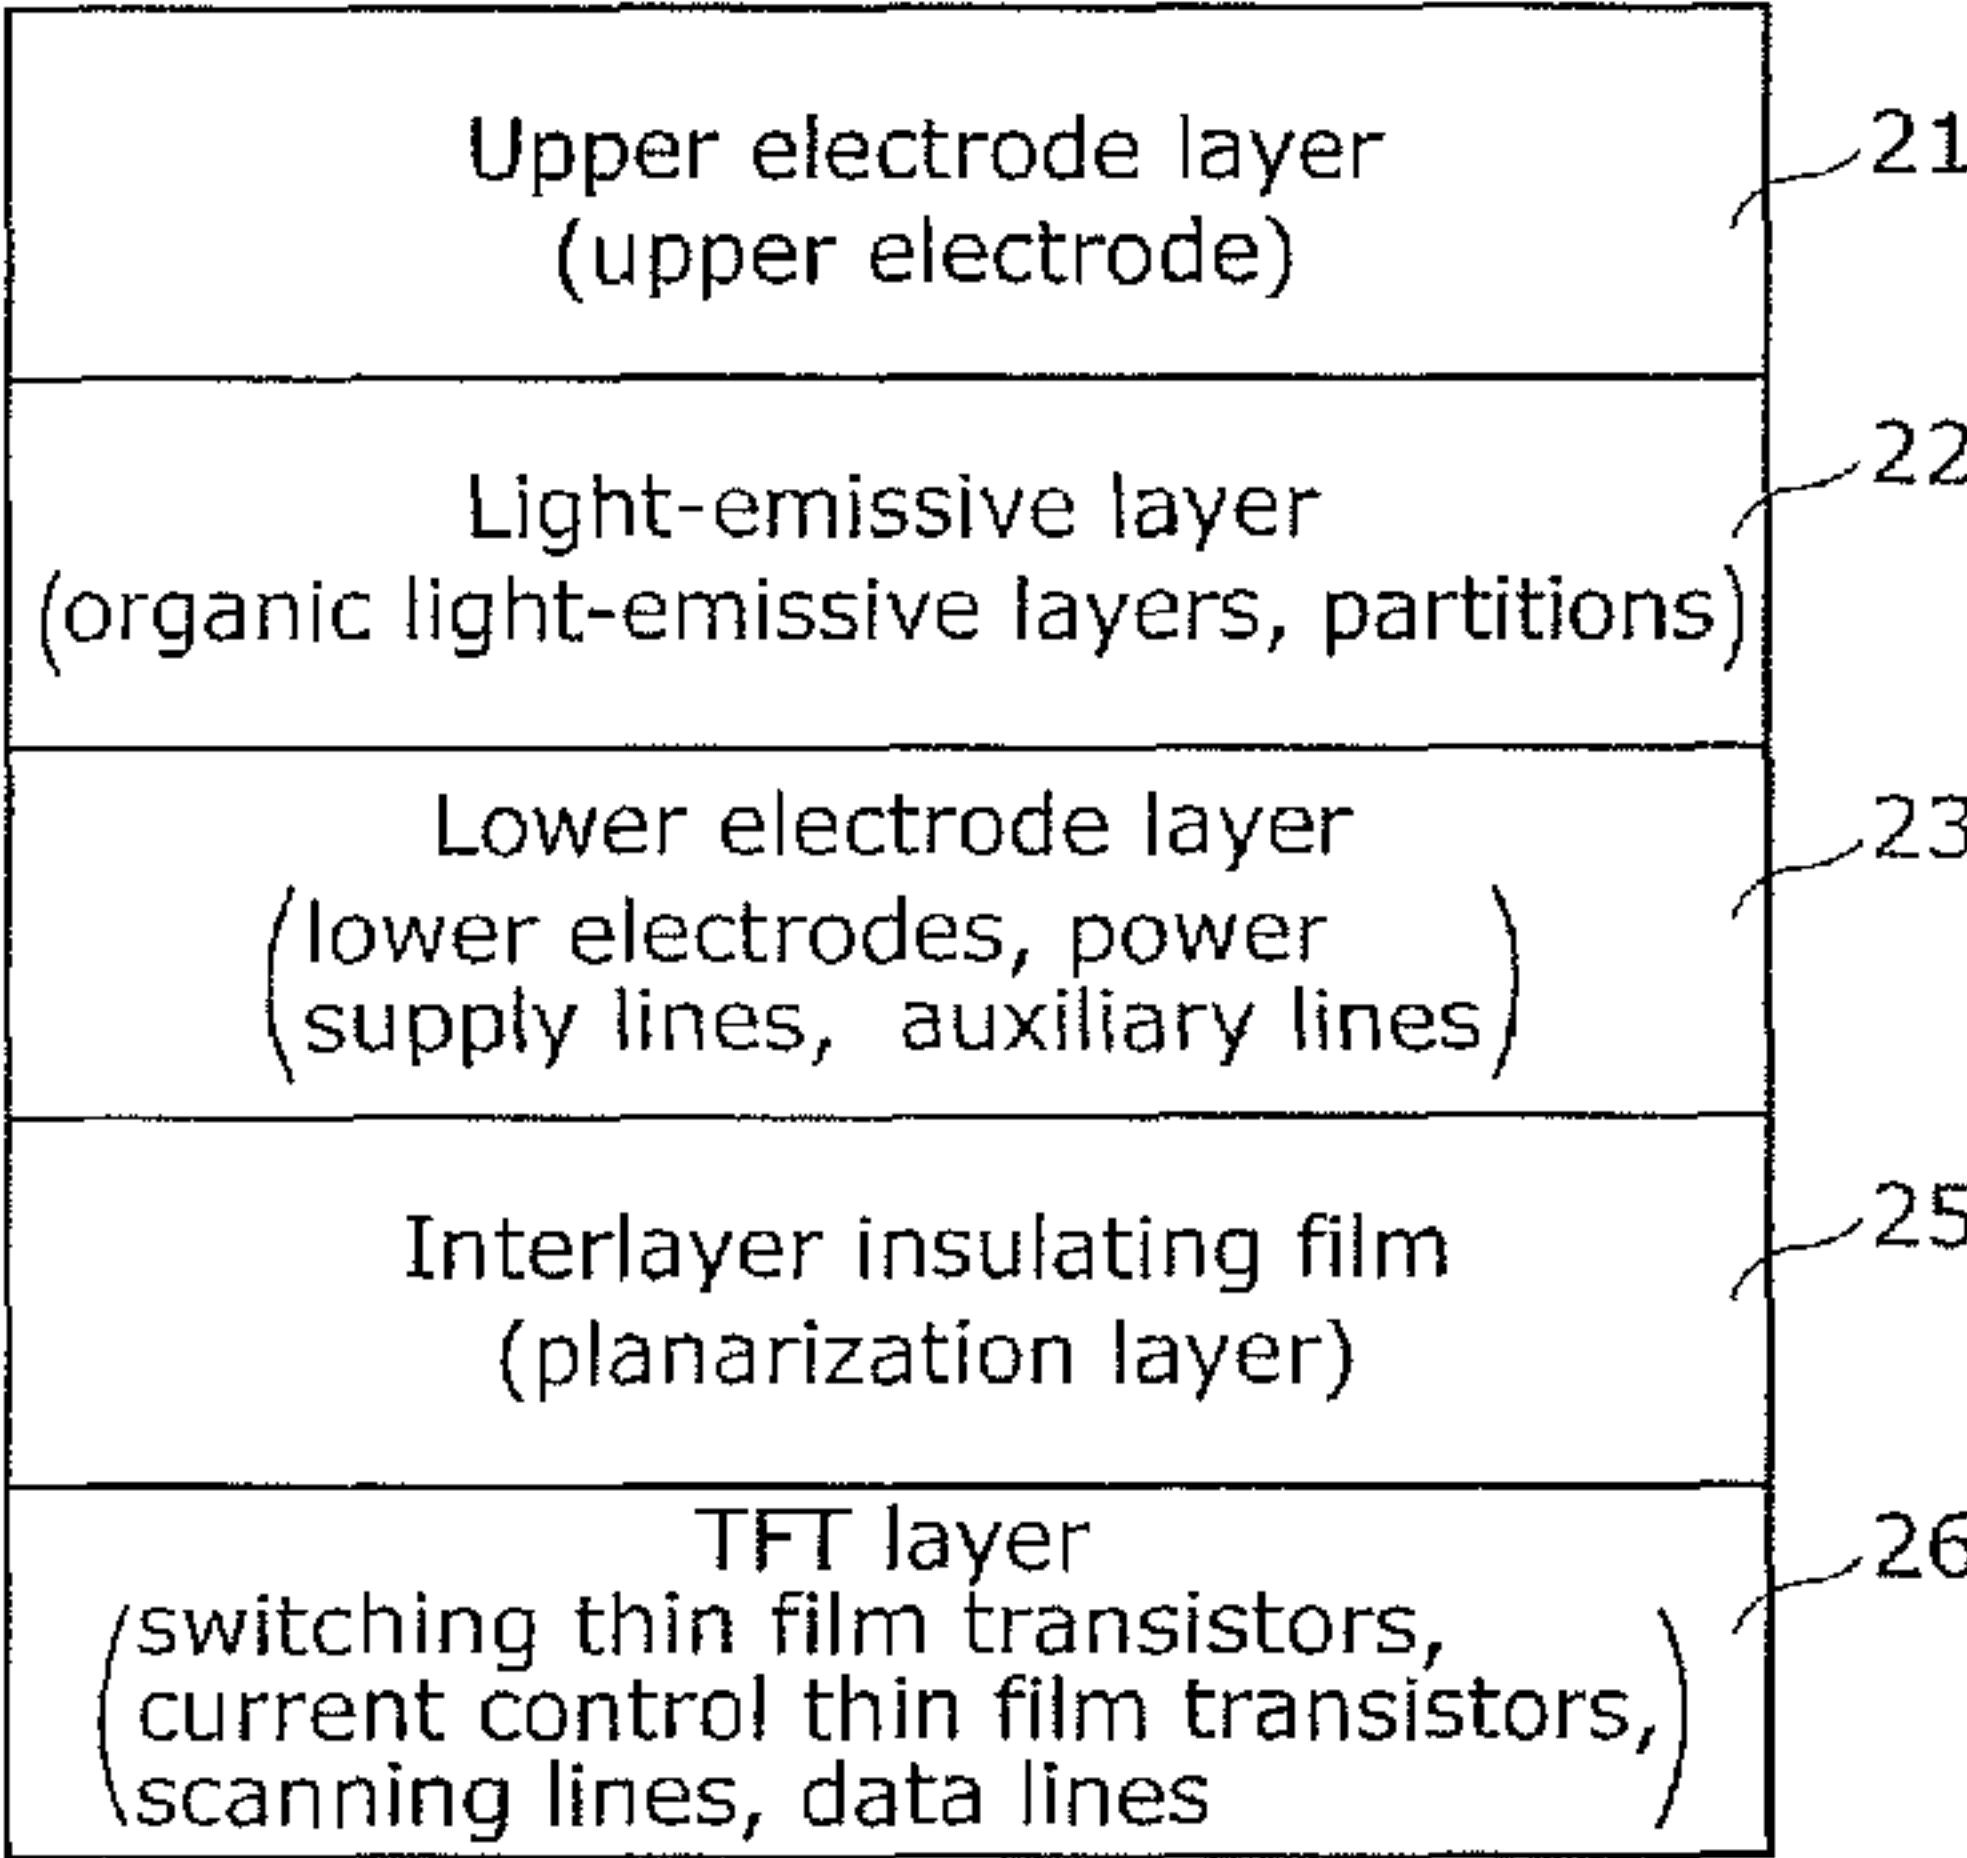 Upper electrode layer
(upper electrode)
21
Light-emissive layer
(organic light-emissive layers, partitions)
22
Lower electrode layer
(lower electrodes, power
supply lines, auxiliary lines)
23
Interlayer insulating film
(planarization layer)
25
TFT layer
(switching thin film transistors,
current control thin film transistors,
scanning lines, data lines)
26